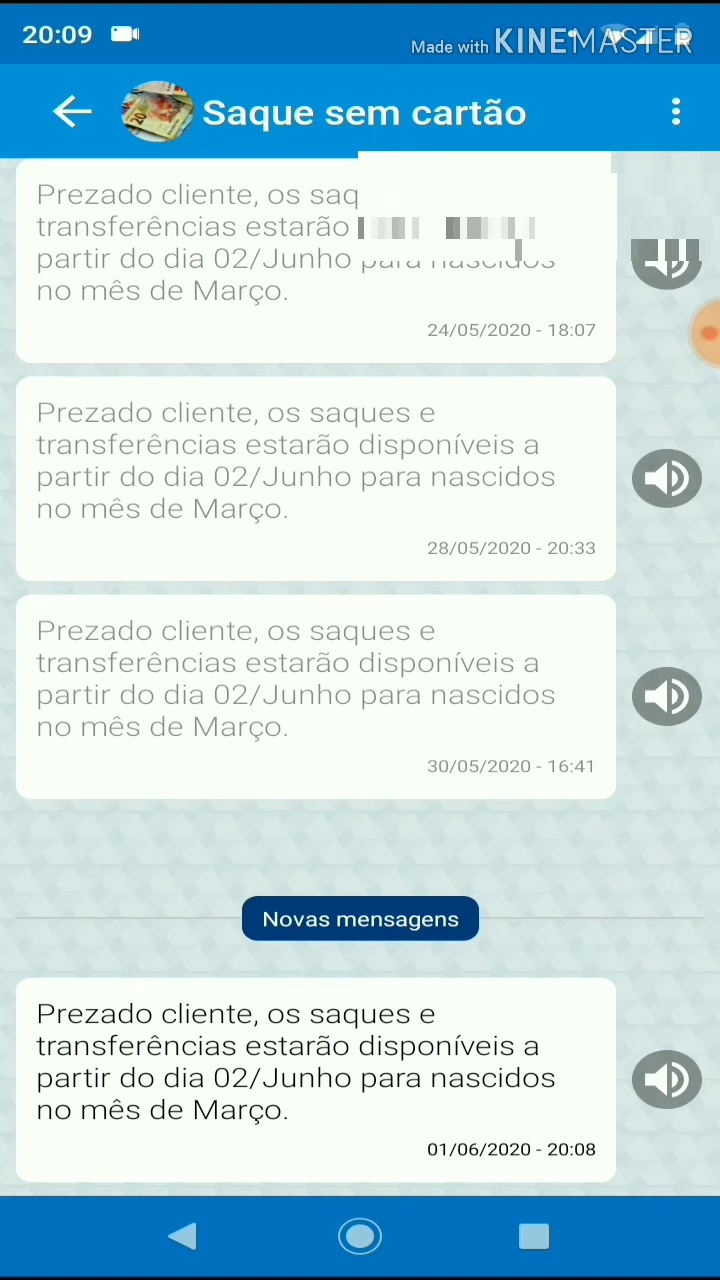 20:09
Made with KINEMASTER
Saque sem cartão
Prezado cliente, os saq
transferências estarão
partir do dia 02/Junho para nascidos
no mês de Março.
24/05/2020 - 18:07
Prezado cliente, os saques e
transferências estarão disponíveis a
partir do dia 02/Junho para nascidos
no mês de Março.
28/05/2020 - 20:33
Prezado cliente, os saques e
transferências estarão disponíveis a
partir do dia 02/Junho para nascidos
no mês de Março.
30/05/2020 - 16:41
Novas mensagens
Prezado cliente, os saques e
transferências estarão disponíveis a
partir do dia 02/Junho para nascidos
no mês de Março.
01/06/2020 - 20:08